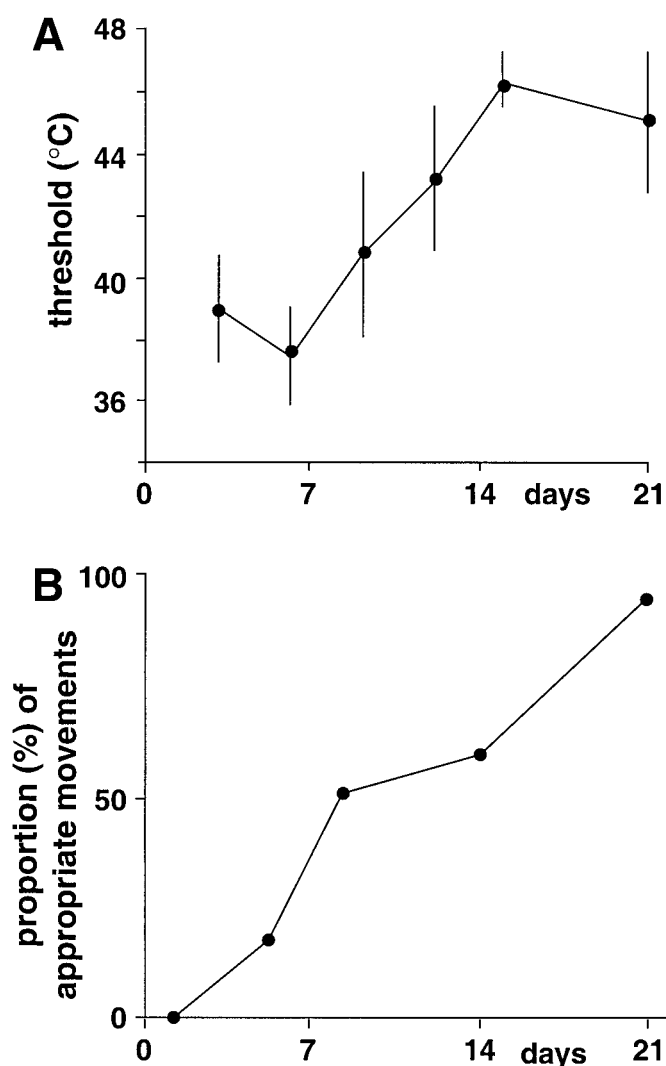 A
threshold (°C)
48
44
40
36
0 7 14 days 21
B
proportion (%) of
appropriate movements
100
50
0
0 7 14 days 21